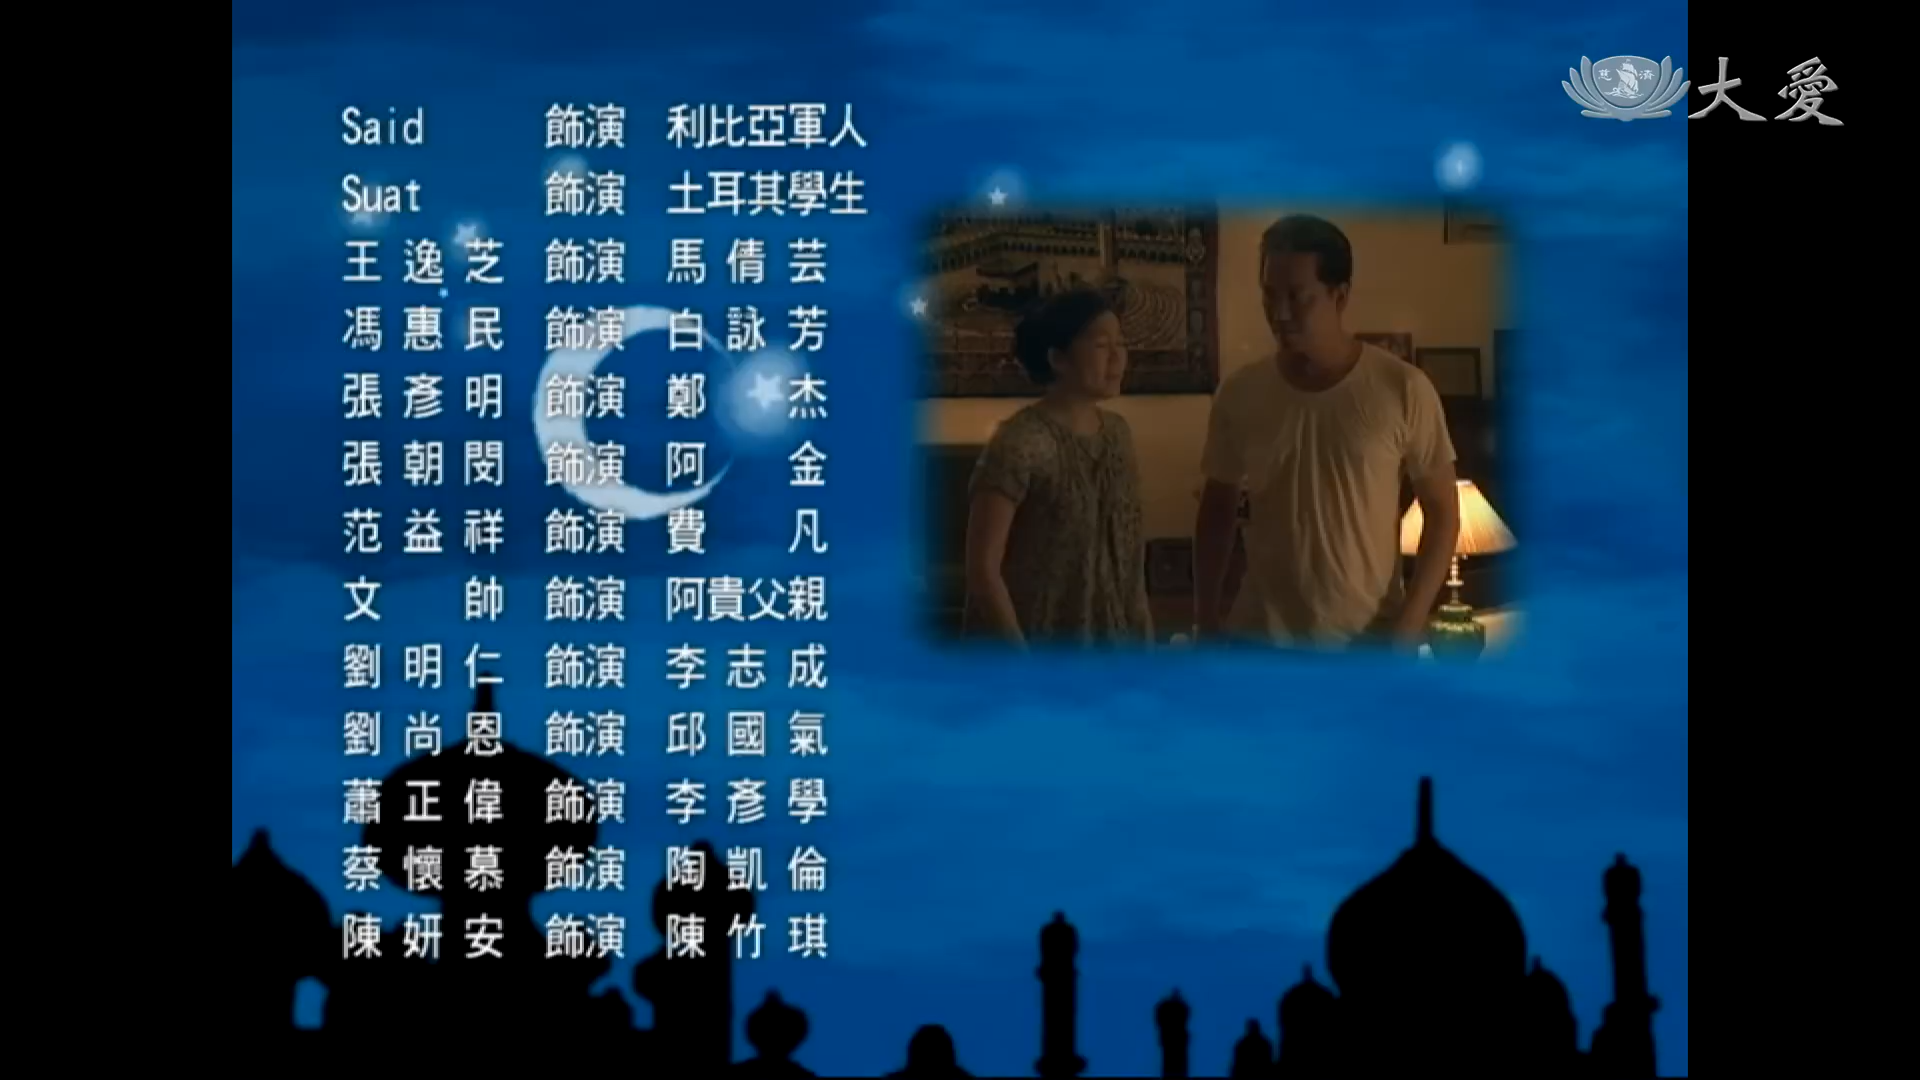 大愛
慈濟
Said 飾演 利比亞軍人
Suat 飾演 土耳其學生
王逸芝 飾演 馬倩芸
馮惠民 飾演 白詠芳
張彥明 飾演 鄭杰
張朝閔 飾演 阿金
范益祥 飾演 費凡
文帥 飾演 阿貴父親
劉明仁 飾演 李志成
劉尚恩 飾演 邱國氣
蕭正偉 飾演 李彥學
蔡懷慕 飾演 陶凱倫
陳妍安 飾演 陳竹琪